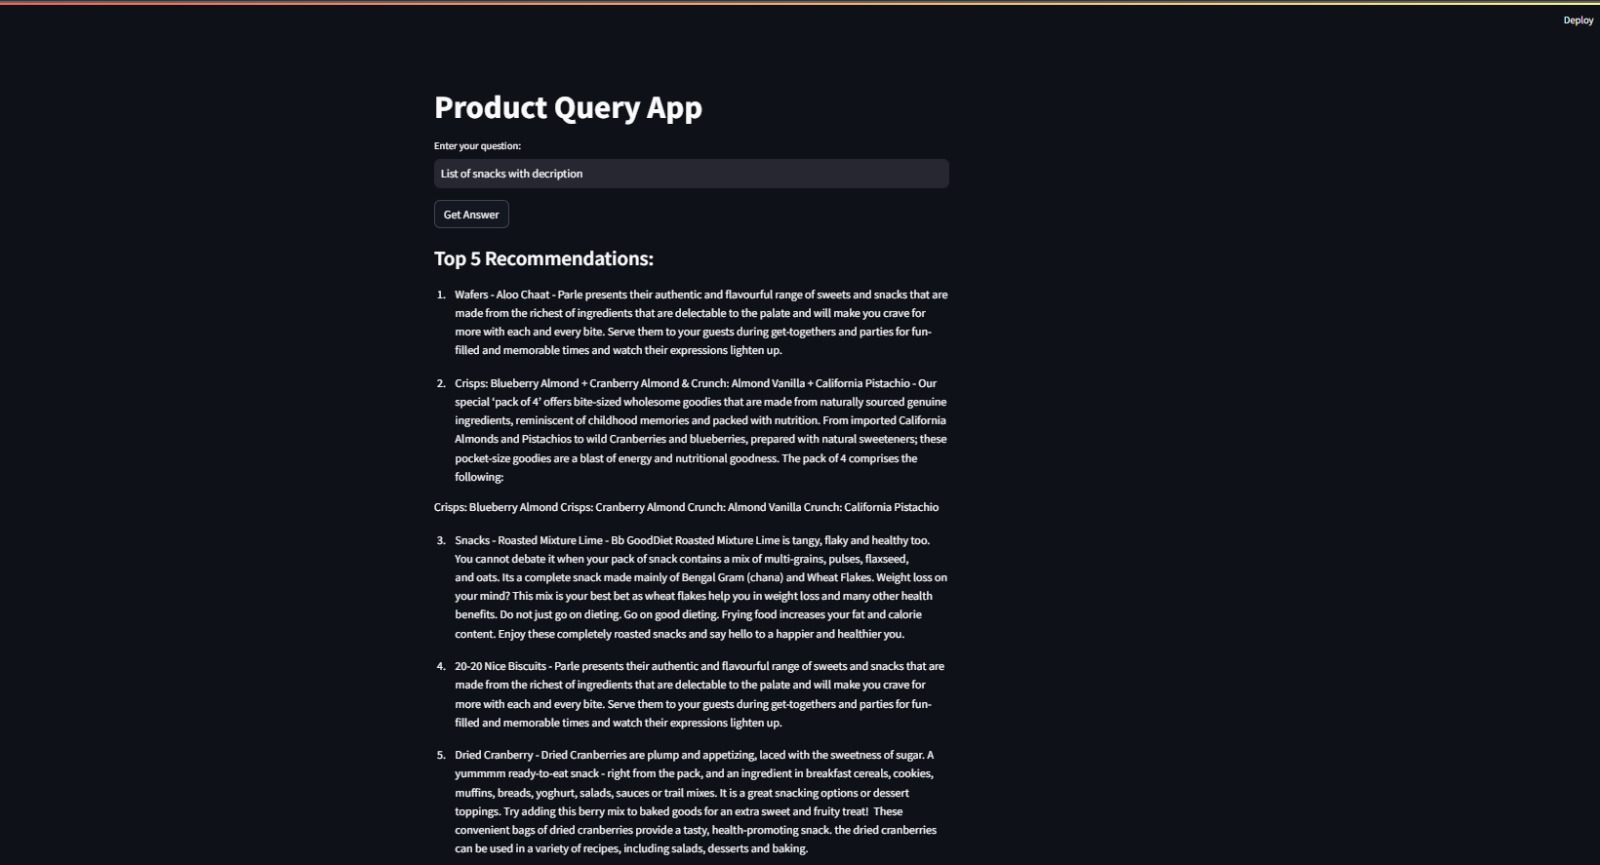 Deploy
Product Query App
Enter your question:
List of snacks with decription
Get Answer
Top 5 Recommendations:
1. Wafers - Aloo Chaat - Parle presents their authentic and flavourful range of sweets and snacks that are
made from the richest of ingredients that are delectable to the palate and will make you crave for
more with each and every bite. Serve them to your guests during get-togethers and parties for fun-
filled and memorable times and watch their expressions lighten up.
2. Crisps: Blueberry Almond + Cranberry Almond & Crunch: Almond Vanilla + California Pistachio - Our
special ‘pack of 4’ offers bite-sized wholesome goodies that are made from naturally sourced genuine
ingredients, reminiscent of childhood memories and packed with nutrition. From imported California
Almonds and Pistachios to wild Cranberries and blueberries, prepared with natural sweeteners; these
pocket-size goodies are a blast of energy and nutritional goodness. The pack of 4 comprises the
following:
Crisps: Blueberry Almond Crisps: Cranberry Almond Crunch: Almond Vanilla Crunch: California Pistachio
3. Snacks - Roasted Mixture Lime - Bb GoodDiet Roasted Mixture Lime is tangy, flaky and healthy too.
You cannot debate it when your pack of snack contains a mix of multi-grains, pulses, flaxseed,
and oats. Its a complete snack made mainly of Bengal Gram (chana) and Wheat Flakes. Weight loss on
your mind? This mix is your best bet as wheat flakes help you in weight loss and many other health
benefits. Do not just go on dieting. Go on good dieting. Frying food increases your fat and calorie
content. Enjoy these completely roasted snacks and say hello to a happier and healthier you.
4. 20-20 Nice Biscuits - Parle presents their authentic and flavourful range of sweets and snacks that are
made from the richest of ingredients that are delectable to the palate and will make you crave for
more with each and every bite. Serve them to your guests during get-togethers and parties for fun-
filled and memorable times and watch their expressions lighten up.
5. Dried Cranberry - Dried Cranberries are plump and appetizing, laced with the sweetness of sugar. A
yummmm ready-to-eat snack - right from the pack, and an ingredient in breakfast cereals, cookies,
muffins, breads, yoghurt, salads, sauces or trail mixes. It is a great snacking options or dessert
toppings. Try adding this berry mix to baked goods for an extra sweet and fruity treat! These
convenient bags of dried cranberries provide a tasty, health-promoting snack. the dried cranberries
can be used in a variety of recipes, including salads, desserts and baking.